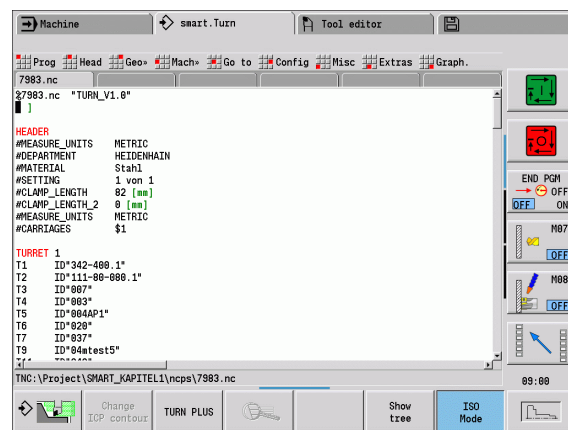 Machine
smart.Turn
Tool editor
Prog Head Geo» Mach» Go to Config Misc Extras Graph.
7983.nc
7983.nc "TURN_V1.0"
]
HEADER
#MEASURE_UNITS METRIC
#DEPARTMENT HEIDENHAIN
#MATERIAL Stahl
#SETTING 1 von 1
#CLAMP_LENGTH 82 [mm]
#CLAMP_LENGTH_2 0 [mm]
#MEASURE_UNITS METRIC
#CARRIAGES $1
TURRET 1
T1 ID"342-400.1"
T2 ID"111-80-080.1"
T3 ID"007"
T4 ID"003"
T5 ID"004AP1"
T6 ID"020"
T7 ID"037"
T9 ID"04mtest5"
TNC:\Project\SMART_KAPITEL1\ncps\7983.nc
END PGM
OFF
OFF ON
M07
OFF
M08
OFF
09:00
Change
ICP contour
TURN PLUS
Show
tree
ISO
Mode